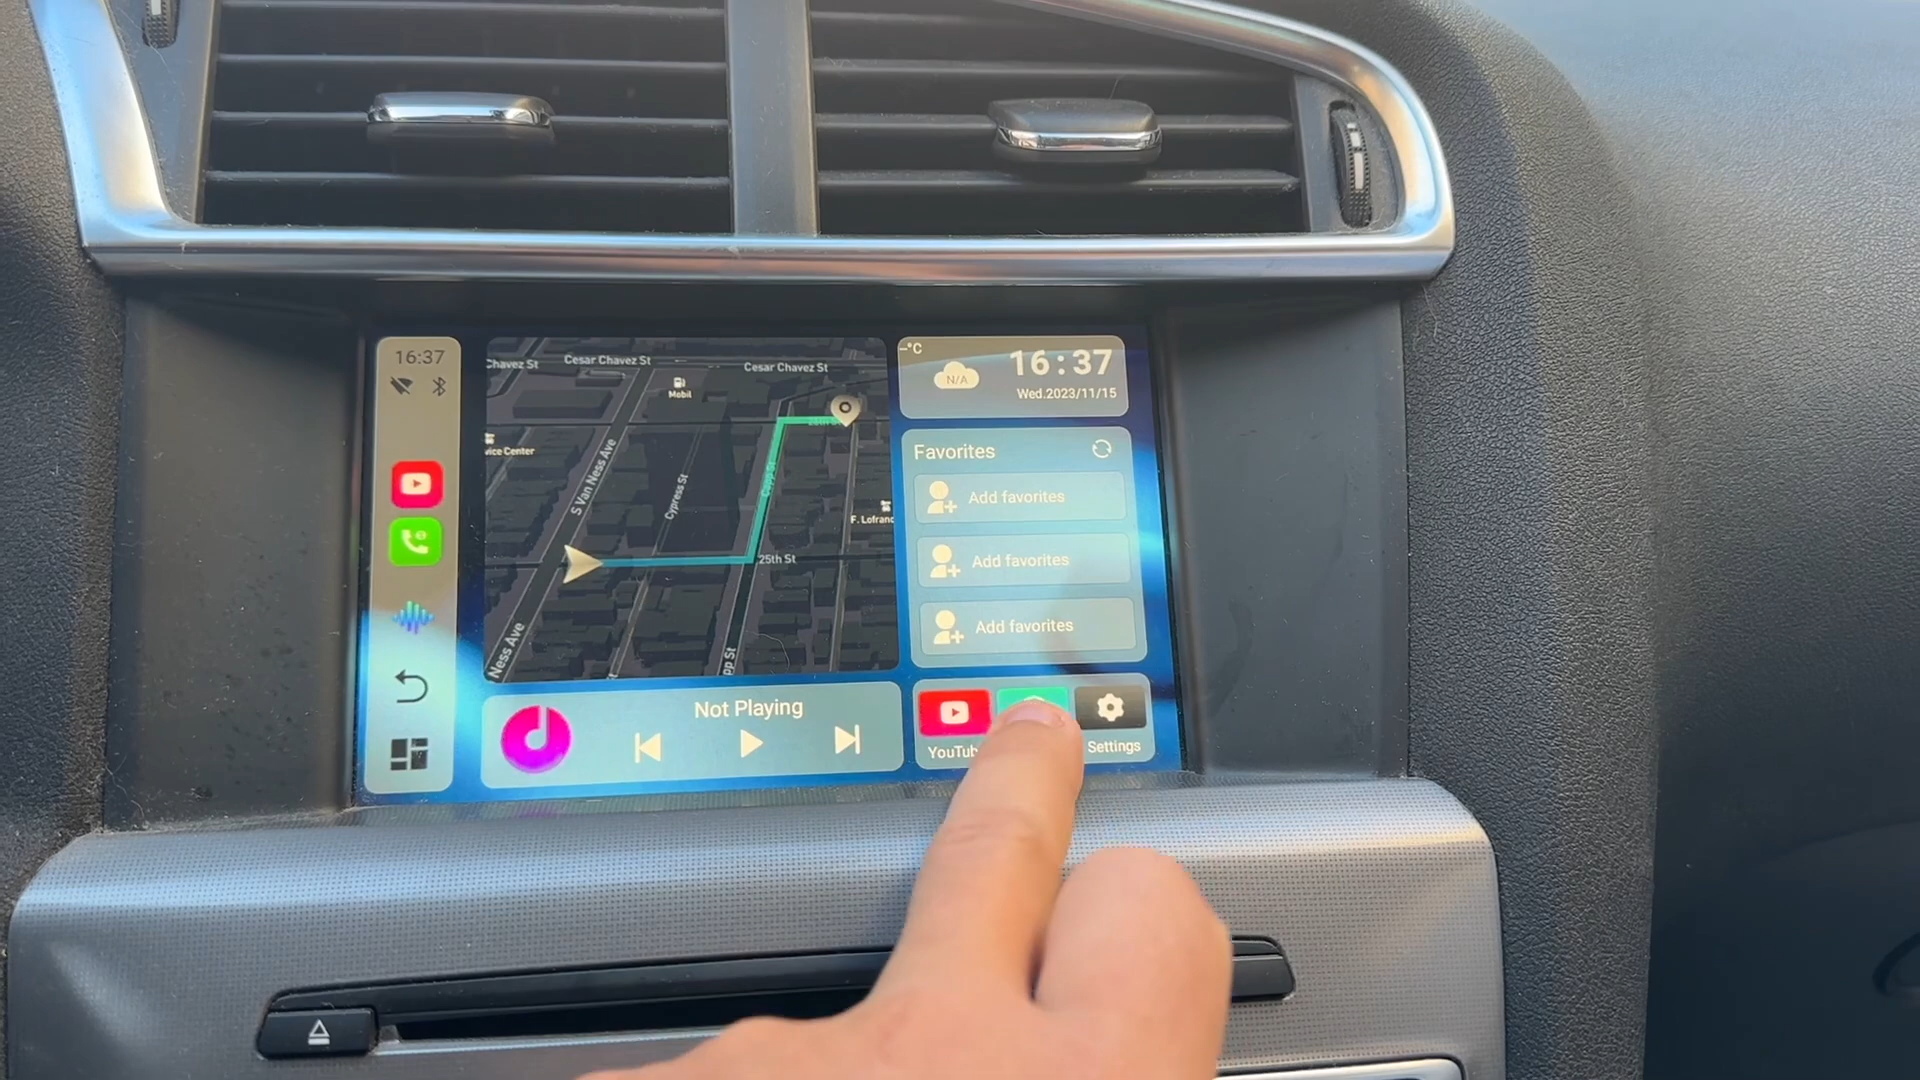 16:37
Chavez St
Cesar Chavez St
Cesar Chavez St
Mobil
vice Center
S Van Ness Ave
Cypress St
F. Lofranc
25th St
Ness Ave
pp St
Not Playing
–°C
N/A
16:37
Wed.2023/11/15
Favorites
Add favorites
Add favorites
Add favorites
YouTub
Settings